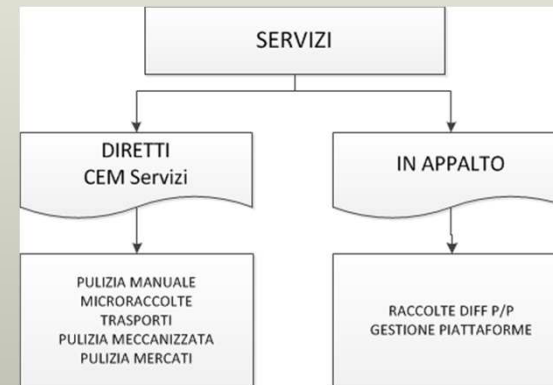 SERVIZI
DIRETTI
CEM Servizi
IN APPALTO
PULIZIA MANUALE
MICRORACCOLTE
TRASPORTI
PULIZIA MECCANIZZATA
PULIZIA MERCATI
RACCOLTE DIFF P/P
GESTIONE PIATTAFORME